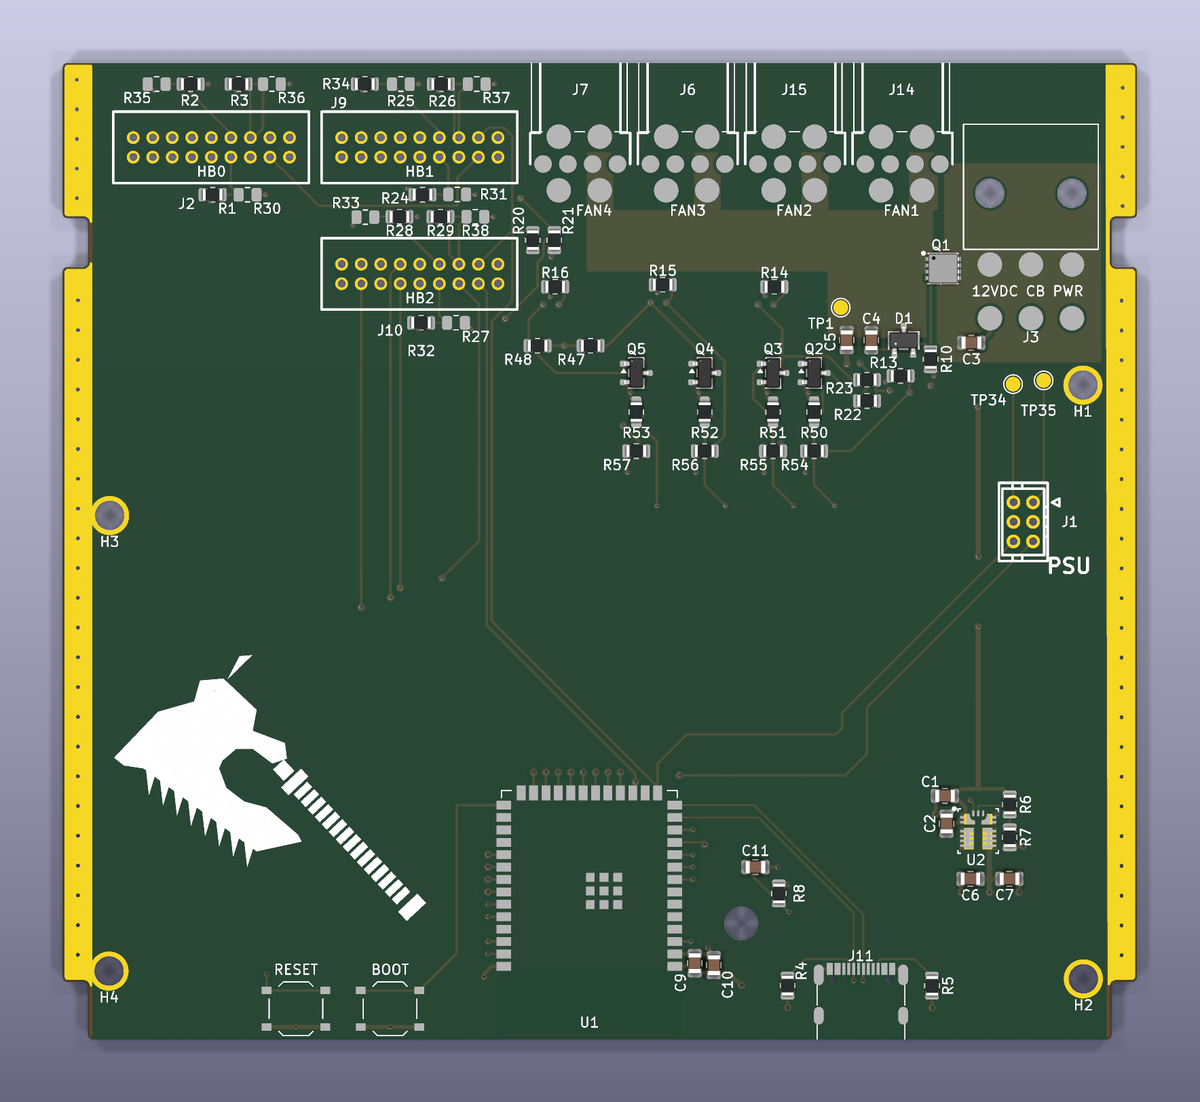 R35 R2 R3 R36
R34 R25 R26 R37
J9
J7 J6 J15 J14
HB0
HB1
J2 R1 R30
R24 R31
R33 R28 R29 R38
FAN4 FAN3 FAN2 FAN1
R20 R21
HB2
J10 R32 R27
R16 R15 R14
Q1
12VDC CB PWR
J3
TP1 C5 C4 D1
R13 R10 C3
R48 R47
Q5 Q4 Q3 Q2
R23
R22
TP34 TP35
H1
R53 R52 R51 R50
R57 R56 R55 R54
J1
PSU
H3
C1 R6
C2 R7
U2
C6 C7
C11
R8
J11
R4 R5
C9 C10
RESET BOOT
U1
H4
H2